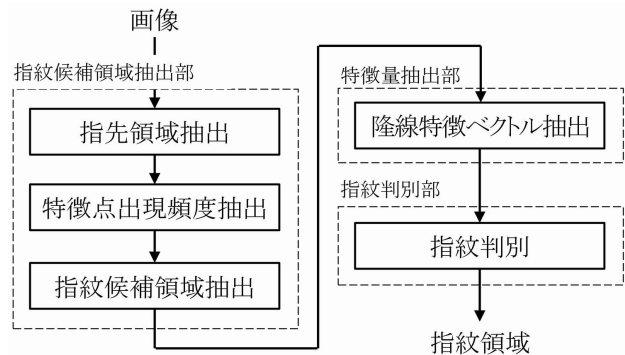 画像
指紋候補領域抽出部
指先領域抽出
特徴点出現頻度抽出
指紋候補領域抽出
特徴量抽出部
隆線特徴ベクトル抽出
指紋判別部
指紋判別
指紋領域